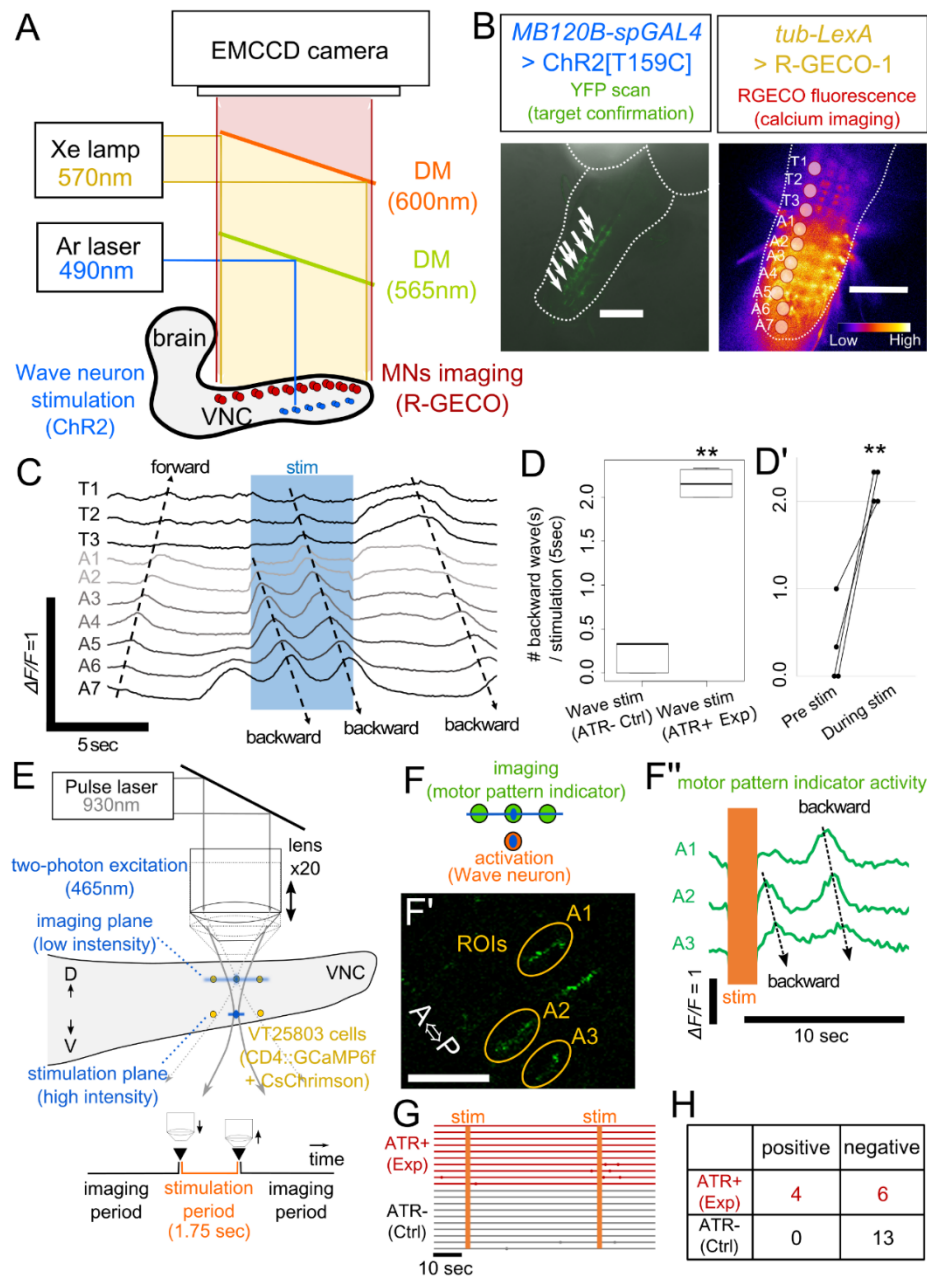 A
EMCCD camera
Xe lamp
570nm
DM
(600nm)
Ar laser
490nm
DM
(565nm)
brain
Wave neuron
stimulation
(ChR2)
VNC
MNs imaging
(R-GECO)
B
MB120B-spGAL4
> ChR2[T159C]
YFP scan
(target confirmation)
tub-LexA
> R-GECO-1
RGECO fluorescence
(calcium imaging)
T1
T2
T3
A1
A2
A3
A4
A5
A6
A7
Low High
C
forward
stim
T1
T2
T3
A1
A2
A3
A4
A5
A6
A7
ΔF/F=1
5 sec
backward
backward
backward
D
**
# backward wave(s)
/ stimulation (5sec)
2.0
1.5
1.0
0.5
0.0
Wave stim
(ATR- Ctrl)
Wave stim
(ATR+ Exp)
D'
**
2.0
1.0
0.0
Pre stim
During stim
E
Pulse laser
930nm
lens
x20
two-photon excitation
(465nm)
imaging plane
(low instensity)
VNC
D
V
VT25803 cells
(CD4::GCaMP6f
+ CsChrimson)
stimulation plane
(high intensity)
time
imaging
period
stimulation
period
(1.75 sec)
imaging
period
F
imaging
(motor pattern indicator)
activation
(Wave neuron)
F'
ROIs
A1
A2
A3
A
P
F"
motor pattern indicator activity
backward
A1
A2
A3
backward
stim
ΔF/F = 1
10 sec
G
stim
stim
ATR+
(Exp)
ATR-
(Ctrl)
10 sec
H
positive negative
ATR+
(Exp)
4 6
ATR-
(Ctrl)
0 13